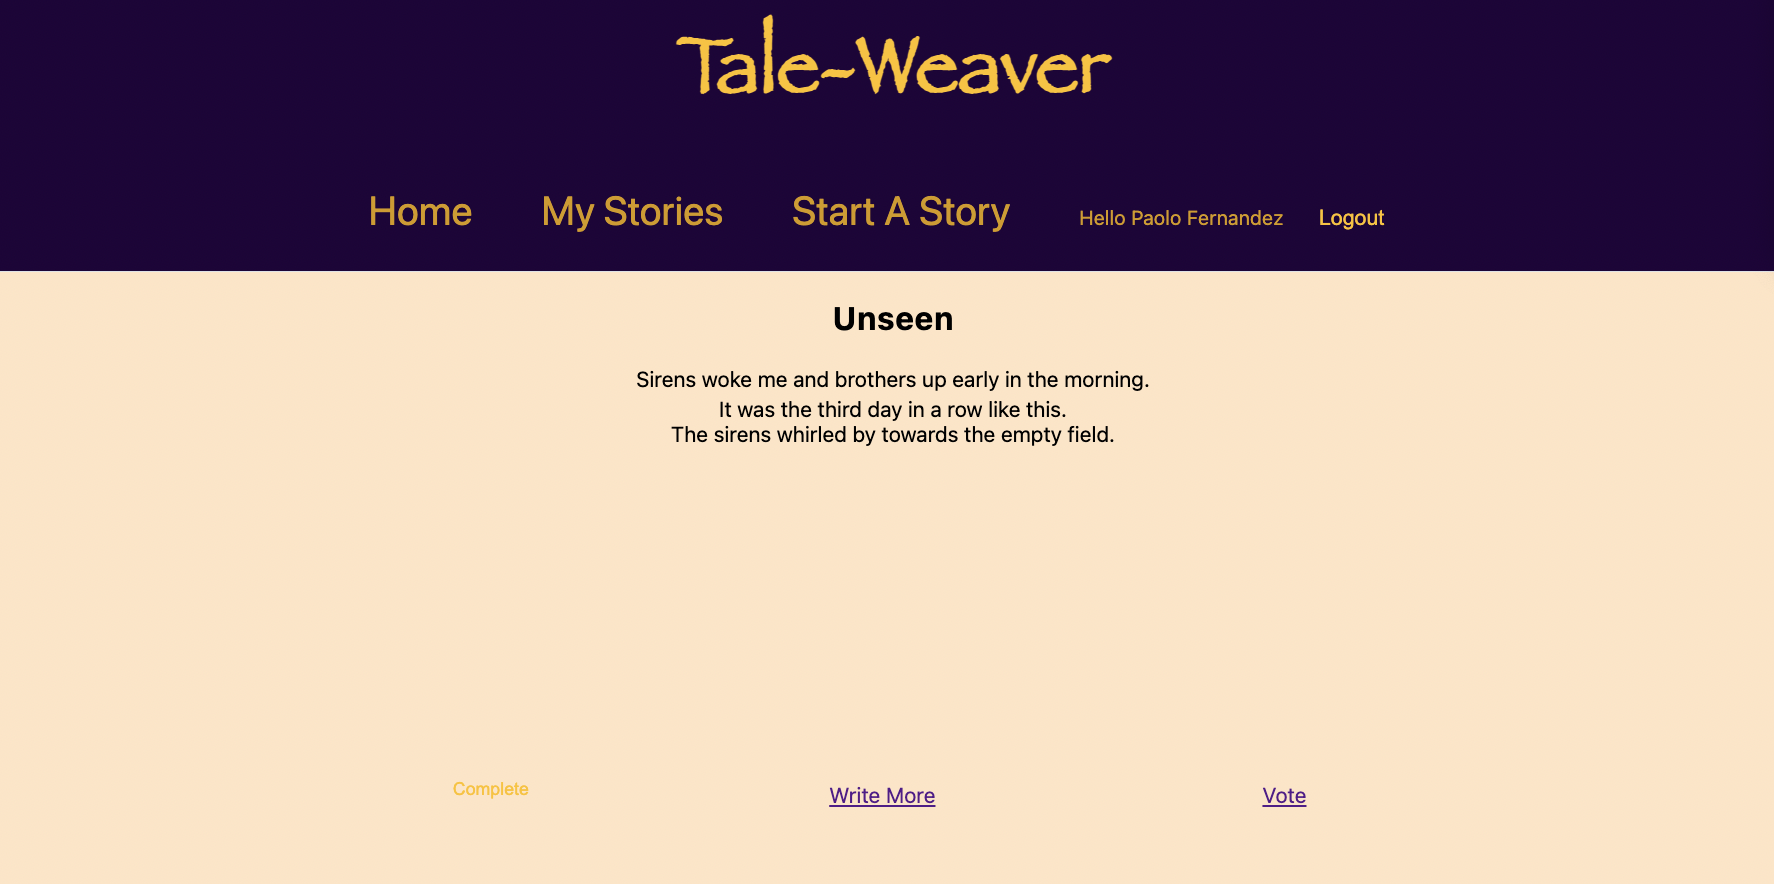 Tale-Weaver
Home My Stories Start A Story Hello Paolo Fernandez Logout
Unseen
Sirens woke me and brothers up early in the morning.
It was the third day in a row like this.
The sirens whirled by towards the empty field.
Complete Write More Vote